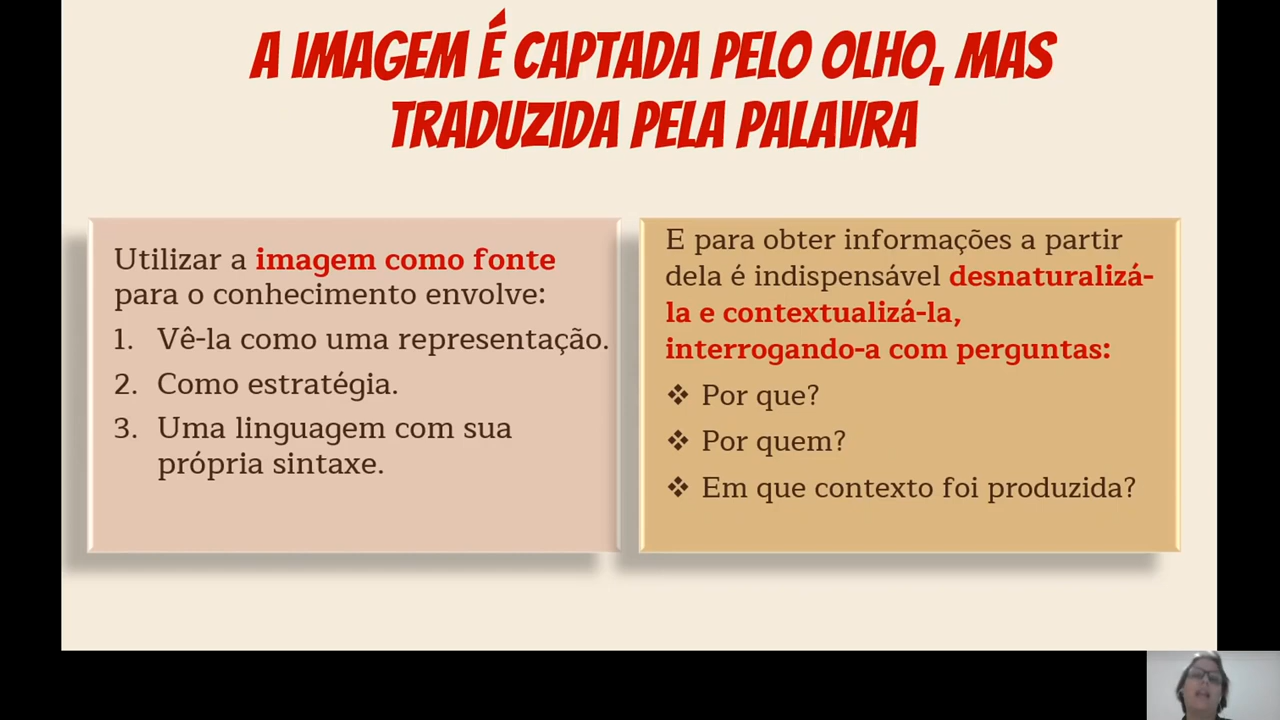 A IMAGEM É CAPTADA PELO OLHO, MAS
TRADUZIDA PELA PALAVRA
Utilizar a imagem como fonte
para o conhecimento envolve:
1. Vê-la como uma representação.
2. Como estratégia.
3. Uma linguagem com sua
própria sintaxe.
E para obter informações a partir
dela é indispensável desnaturalizá-
la e contextualizá-la,
interrogando-a com perguntas:
❖ Por que?
❖ Por quem?
❖ Em que contexto foi produzida?